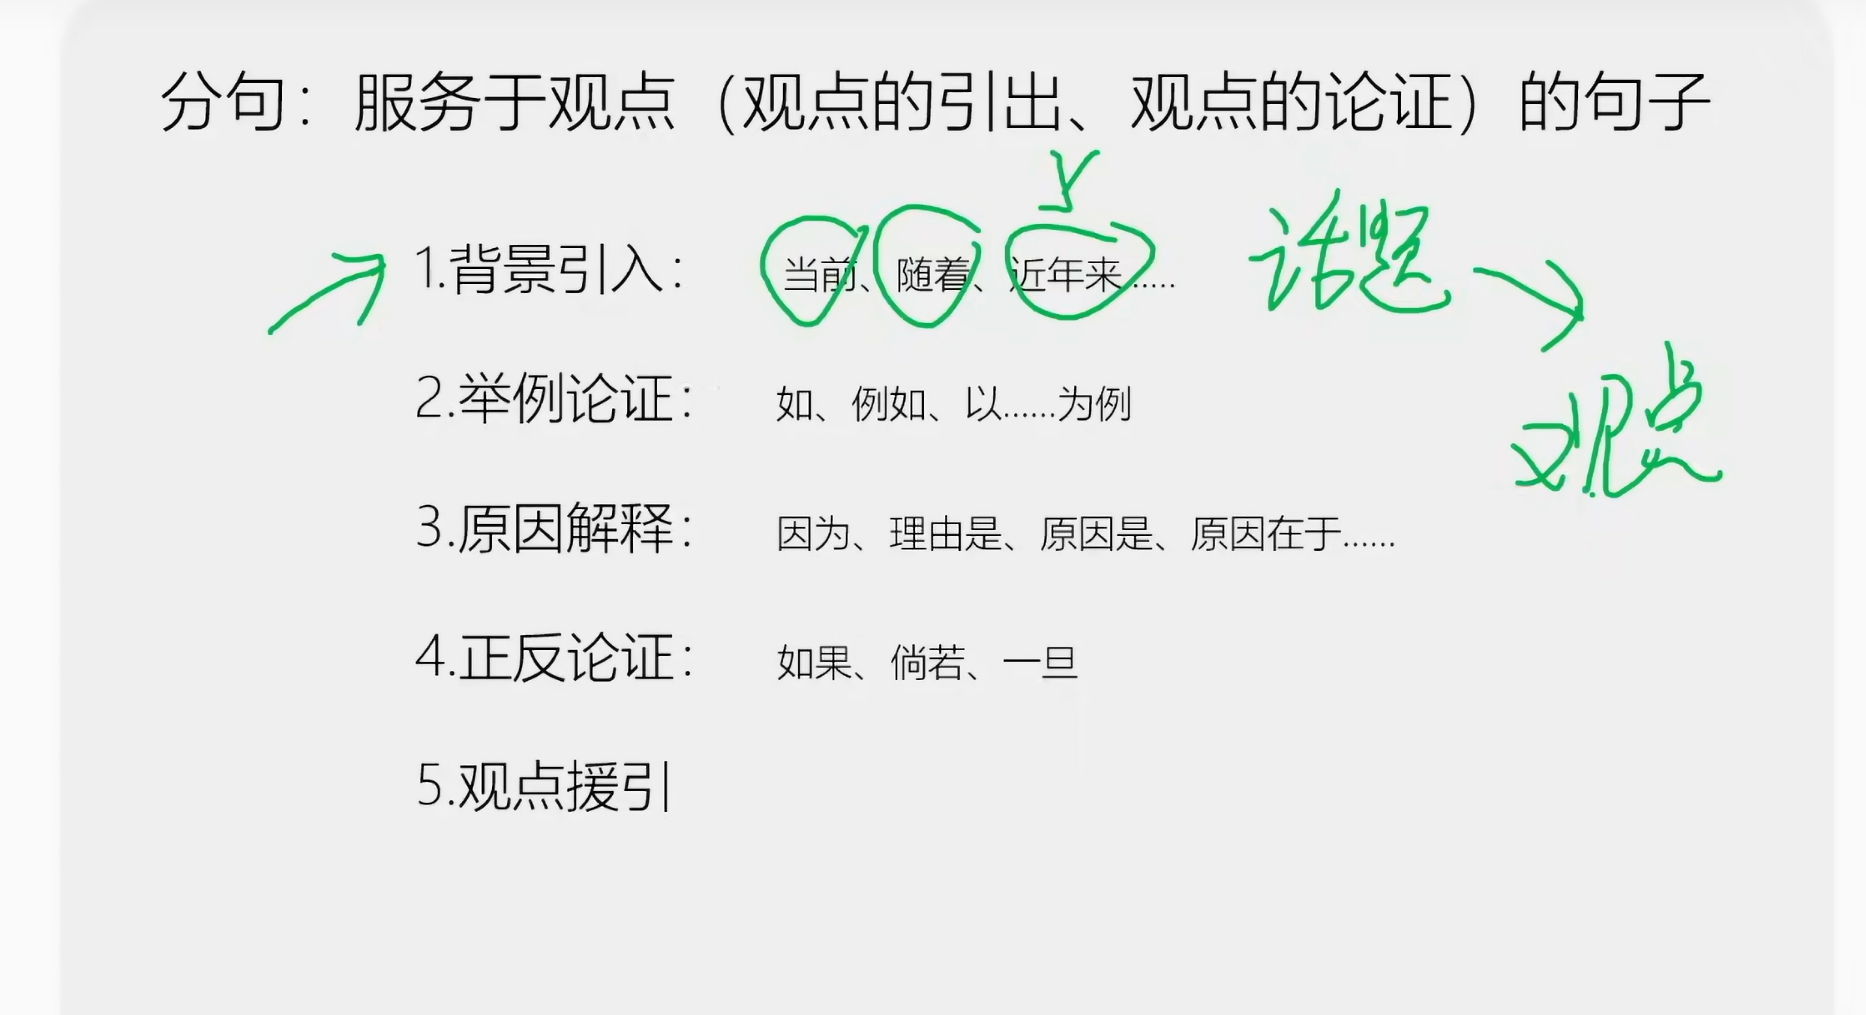 分句：服务于观点（观点的引出、观点的论证）的句子
1.背景引入： 当前、随着、近年来…… 话题
2.举例论证： 如、例如、以……为例
观点
3.原因解释： 因为、理由是、原因是、原因在于……
4.正反论证： 如果、倘若、一旦
5.观点援引